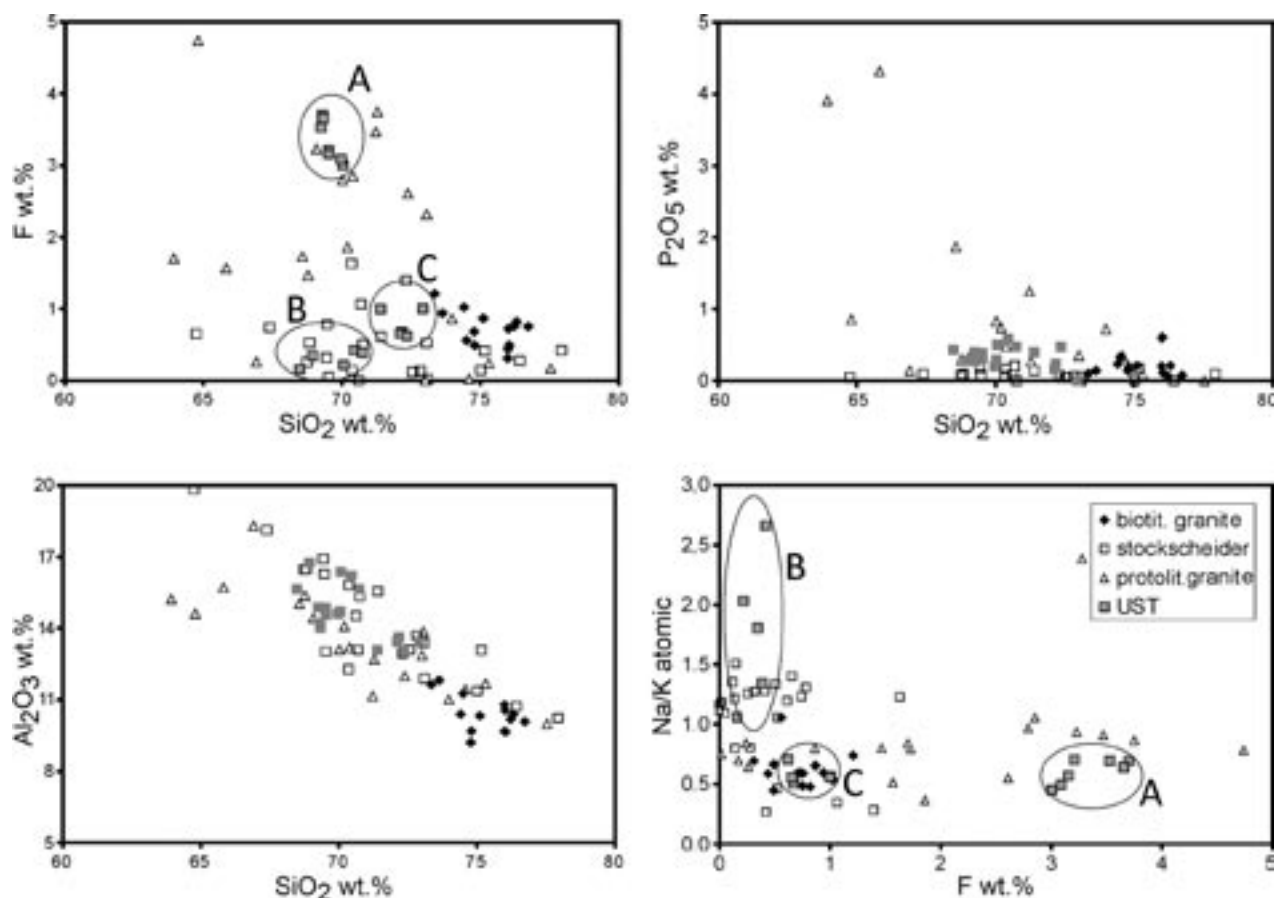 5
4
3
2
1
0
F wt.%
A
B
C
60 65 70 75 80
SiO2 wt.%
5
4
3
2
1
0
P2O5 wt.%
60 65 70 75 80
SiO2 wt.%
20
17
14
11
8
5
Al2O3 wt.%
60 65 70 75 80
SiO2 wt.%
3.0
2.5
2.0
1.5
1.0
0.5
0.0
Na/K atomic
B
C
A
biotit. granite
stockscheider
protolit.granite
UST
0 1 2 3 4 5
F wt.%